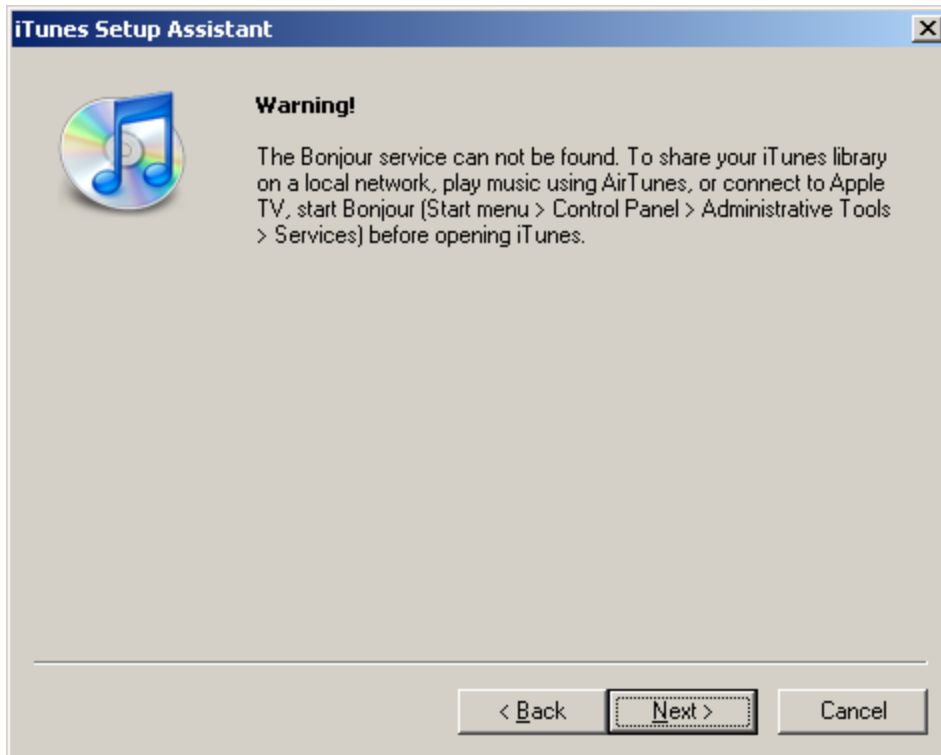 iTunes Setup Assistant
Warning!
The Bonjour service can not be found. To share your iTunes library
on a local network, play music using AirTunes, or connect to Apple
TV, start Bonjour (Start menu > Control Panel > Administrative Tools
> Services) before opening iTunes.
< Back
Next >
Cancel